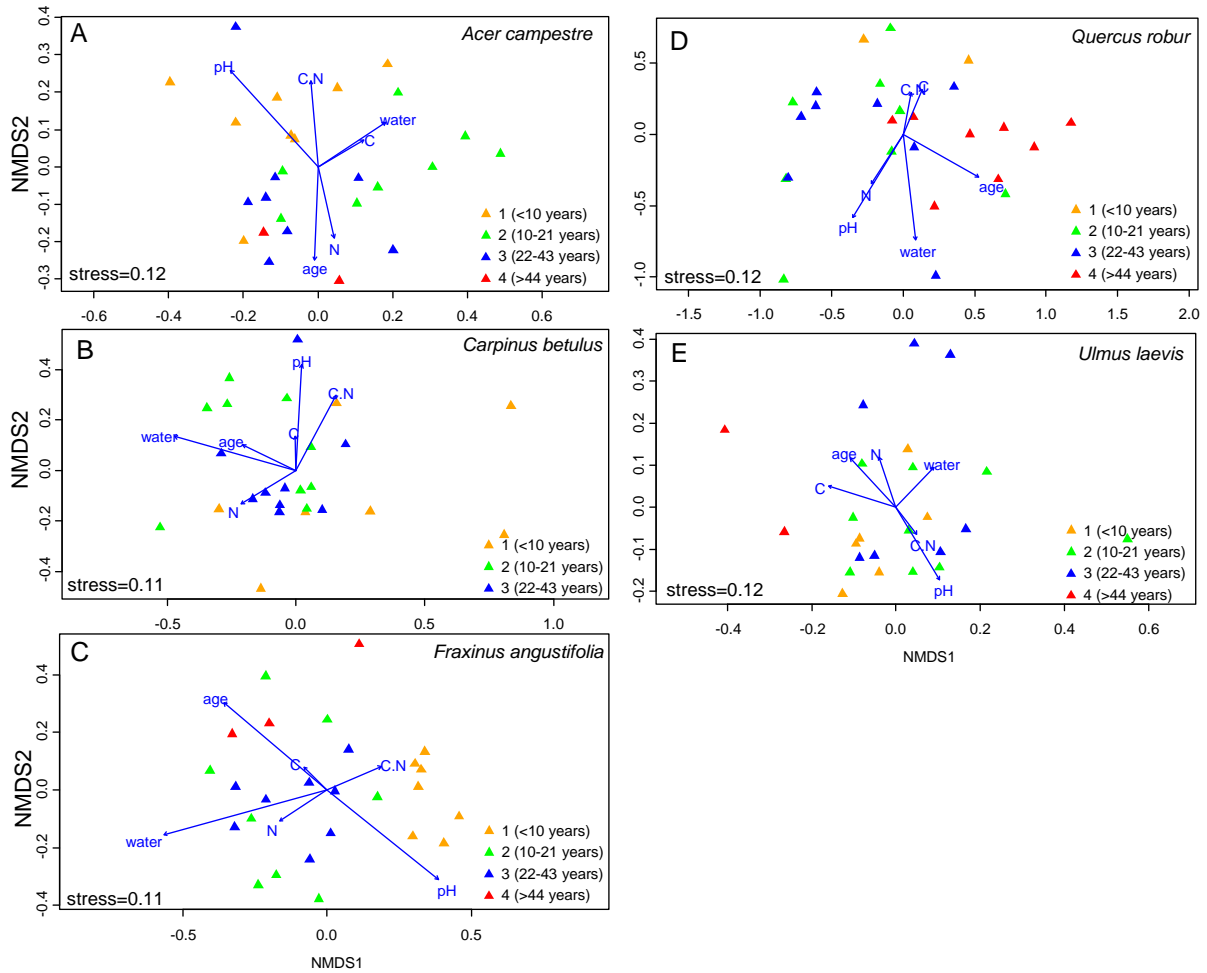 A
Acer campestre
NMDS2
0.4
0.3
0.2
0.1
0.0
-0.1
-0.2
-0.3
pH
C.N
water
C
N
age
1 (<10 years)
2 (10-21 years)
3 (22-43 years)
4 (>44 years)
stress=0.12
-0.6
-0.4
-0.2
0.0
0.2
0.4
0.6
B
Carpinus betulus
NMDS2
0.4
0.2
0.0
-0.2
-0.4
pH
C.N
C
water
age
N
1 (<10 years)
2 (10-21 years)
3 (22-43 years)
stress=0.11
-0.5
0.0
0.5
1.0
C
Fraxinus angustifolia
NMDS2
0.4
0.2
0.0
-0.2
-0.4
age
C
C.N
N
water
pH
1 (<10 years)
2 (10-21 years)
3 (22-43 years)
4 (>44 years)
stress=0.11
-0.5
0.0
0.5
NMDS1
D
Quercus robur
0.5
0.0
-0.5
-1.0
C.N
C
age
N
pH
water
1 (<10 years)
2 (10-21 years)
3 (22-43 years)
4 (>44 years)
stress=0.12
-1.5
-1.0
-0.5
0.0
0.5
1.0
1.5
2.0
E
Ulmus laevis
0.4
0.3
0.2
0.1
0.0
-0.1
-0.2
age
N
water
C
C.N
pH
1 (<10 years)
2 (10-21 years)
3 (22-43 years)
4 (>44 years)
stress=0.12
-0.4
-0.2
0.0
0.2
0.4
0.6
NMDS1